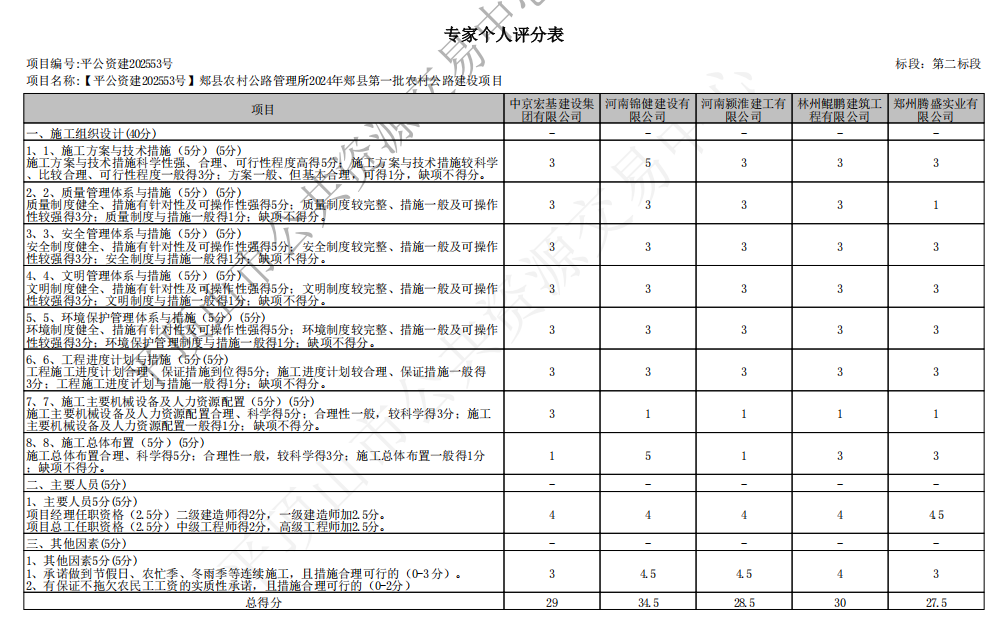 专家个人评分表
项目编号:平公资建202553号
标段：第二标段
项目名称:【平公资建202553号】郏县农村公路管理所2024年郏县第一批农村公路建设项目
项目 中京宏基建设集团有限公司 河南锦健建设有限公司 河南颍淮建工有限公司 林州鲲鹏建筑工程有限公司 郑州腾盛实业有限公司
一、施工组织设计(40分) — — — — —
1、1、施工方案与技术措施（5分）(5分)
施工方案与技术措施科学性强、合理、可行性程度高得5分；施工方案与技术措施较科学
、比较合理、可行性程度一般得3分；方案一般、但基本合理、可得1分，缺项不得分。
3 5 3 3 3
2、2、质量管理体系与措施（5分）(5分)
质量制度健全、措施有针对性及可操作性强得5分；质量制度较完整、措施一般及可操作
性较强得3分；质量制度与措施一般得1分；缺项不得分。
3 3 3 3 1
3、3、安全管理体系与措施（5分）(5分)
安全制度健全、措施有针对性及可操作性强得5分；安全制度较完整、措施一般及可操作
性较强得3分；安全制度与措施一般得1分；缺项不得分。
3 3 3 3 3
4、4、文明管理体系与措施（5分）(5分)
文明制度健全、措施有针对性及可操作性强得5分；文明制度较完整、措施一般及可操作
性较强得3分；文明制度与措施一般得1分；缺项不得分。
3 3 3 3 3
5、5、环境保护管理体系与措施（5分）(5分)
环境制度健全、措施有针对性及可操作性强得5分；环境制度较完整、措施一般及可操作
性较强得3分；环境保护管理制度与措施一般得1分；缺项不得分。
3 3 3 3 3
6、6、工程进度计划与措施（5分(5分)
工程施工进度计划合理、保证措施到位得5分；施工进度计划较合理、保证措施一般得
3分；工程施工进度计划与措施一般得1分；缺项不得分。
3 3 3 3 3
7、7、施工主要机械设备及人力资源配置（5分）(5分)
施工主要机械设备及人力资源配置合理、科学得5分；合理性一般，较科学得3分；施工
主要机械设备及人力资源配置一般得1分；缺项不得分。
3 1 1 1 1
8、8、施工总体布置（5分）(5分)
施工总体布置合理、科学得5分；合理性一般，较科学得3分；施工总体布置一般得1分
；缺项不得分。
1 5 1 3 3
二、主要人员(5分) — — — — —
1、主要人员5分(5分)
项目经理任职资格（2.5分）二级建造师得2分，一级建造师加2.5分。
项目总工任职资格（2.5分）中级工程师得2分，高级工程师加2.5分。
4 4 4 4 4.5
三、其他因素(5分) — — — — —
1、其他因素5分(5分)
1、承诺做到节假日、农忙季、冬雨季等连续施工，且措施合理可行的（0-3分）。
2、有保证不拖欠农民工工资的实质性承诺，且措施合理可行的（0-2分）
3 4.5 4.5 4 3
总得分 29 34.5 28.5 30 27.5
平顶山市公共资源交易中心
平顶山市公共资源交易中心